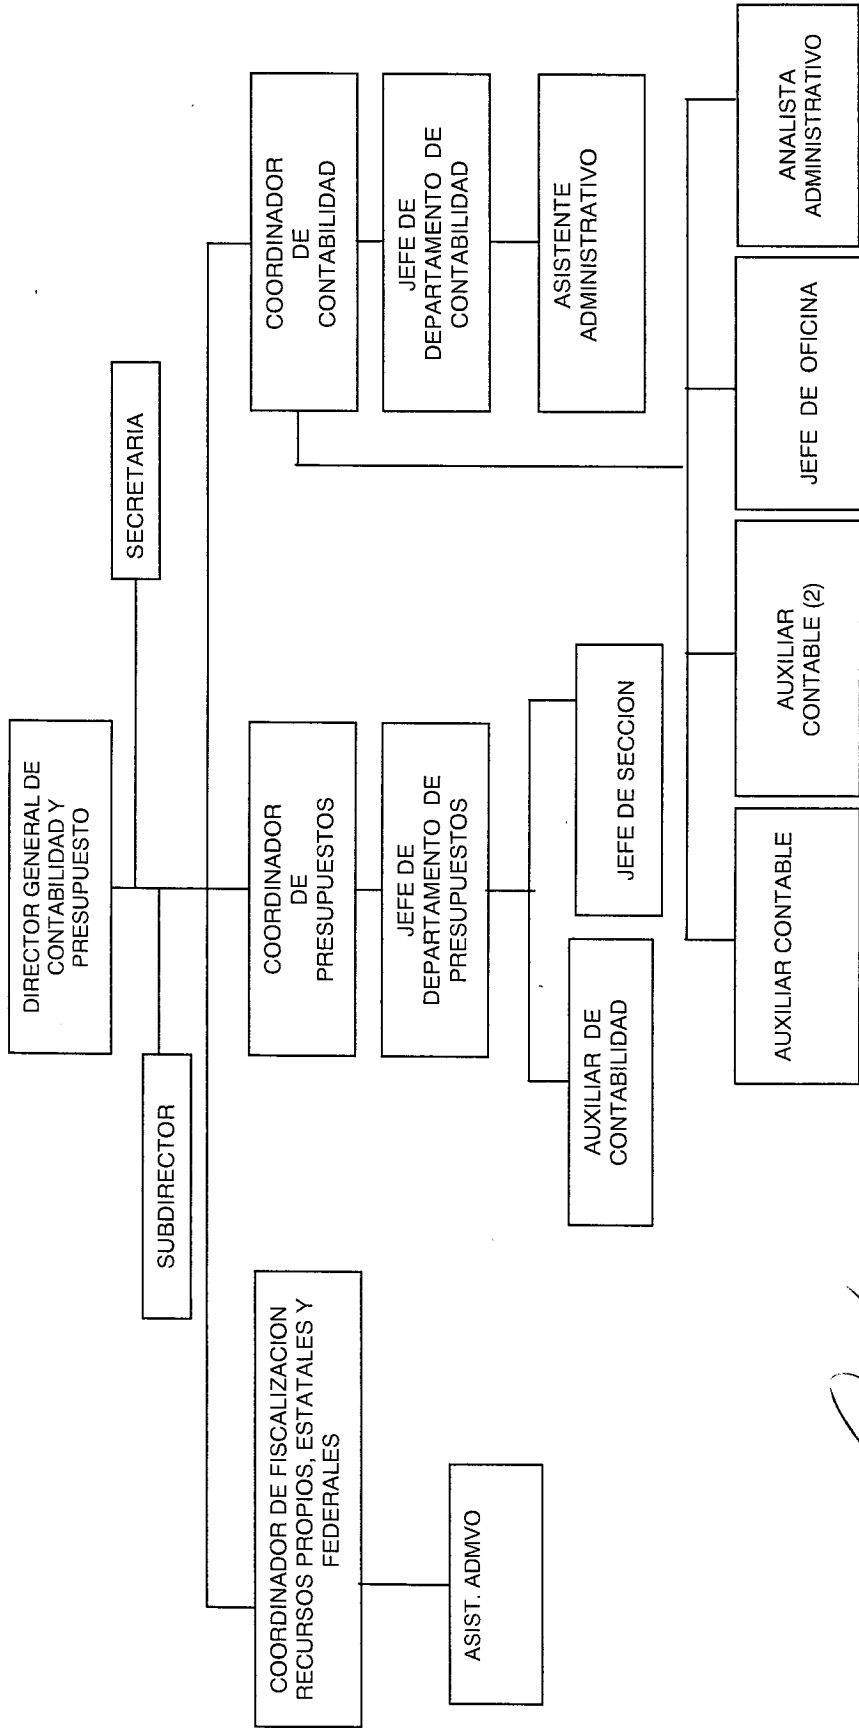 DIRECTOR GENERAL DE
CONTABILIDAD Y
PRESUPUESTO
SECRETARIA
SUBDIRECTOR
COORDINADOR DE FISCALIZACION
RECURSOS PROPIOS, ESTATALES Y
FEDERALES
COORDINADOR
DE
PRESUPUESTOS
COORDINADOR
DE
CONTABILIDAD
JEFE DE
DEPARTAMENTO DE
PRESUPUESTOS
JEFE DE
DEPARTAMENTO DE
CONTABILIDAD
ASIST. ADMVO
ASISTENTE
ADMINISTRATIVO
AUXILIAR DE
CONTABILIDAD
JEFE DE SECCION
AUXILIAR CONTABLE
AUXILIAR
CONTABLE (2)
JEFE DE OFICINA
ANALISTA
ADMINISTRATIVO